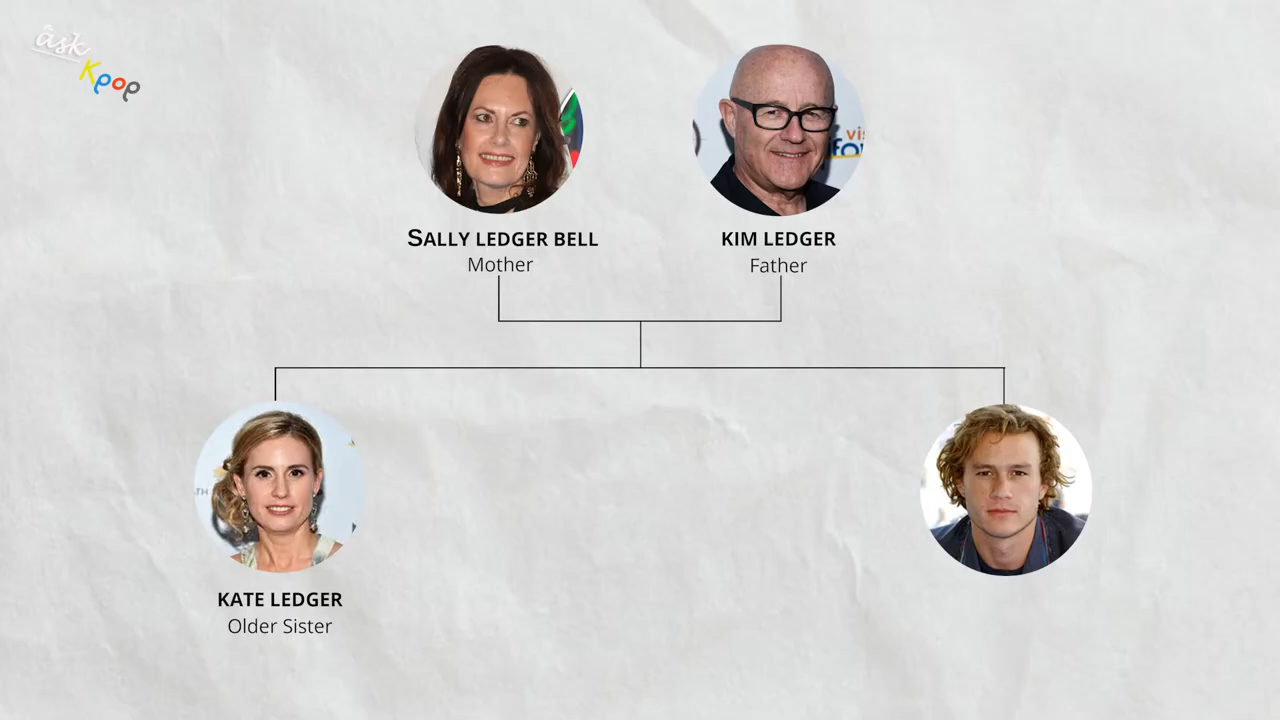 ask
Kpop
SALLY LEDGER BELL
Mother
KIM LEDGER
Father
KATE LEDGER
Older Sister